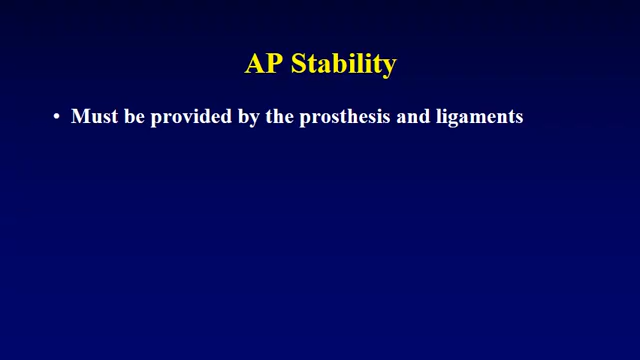 AP Stability
• Must be provided by the prosthesis and ligaments